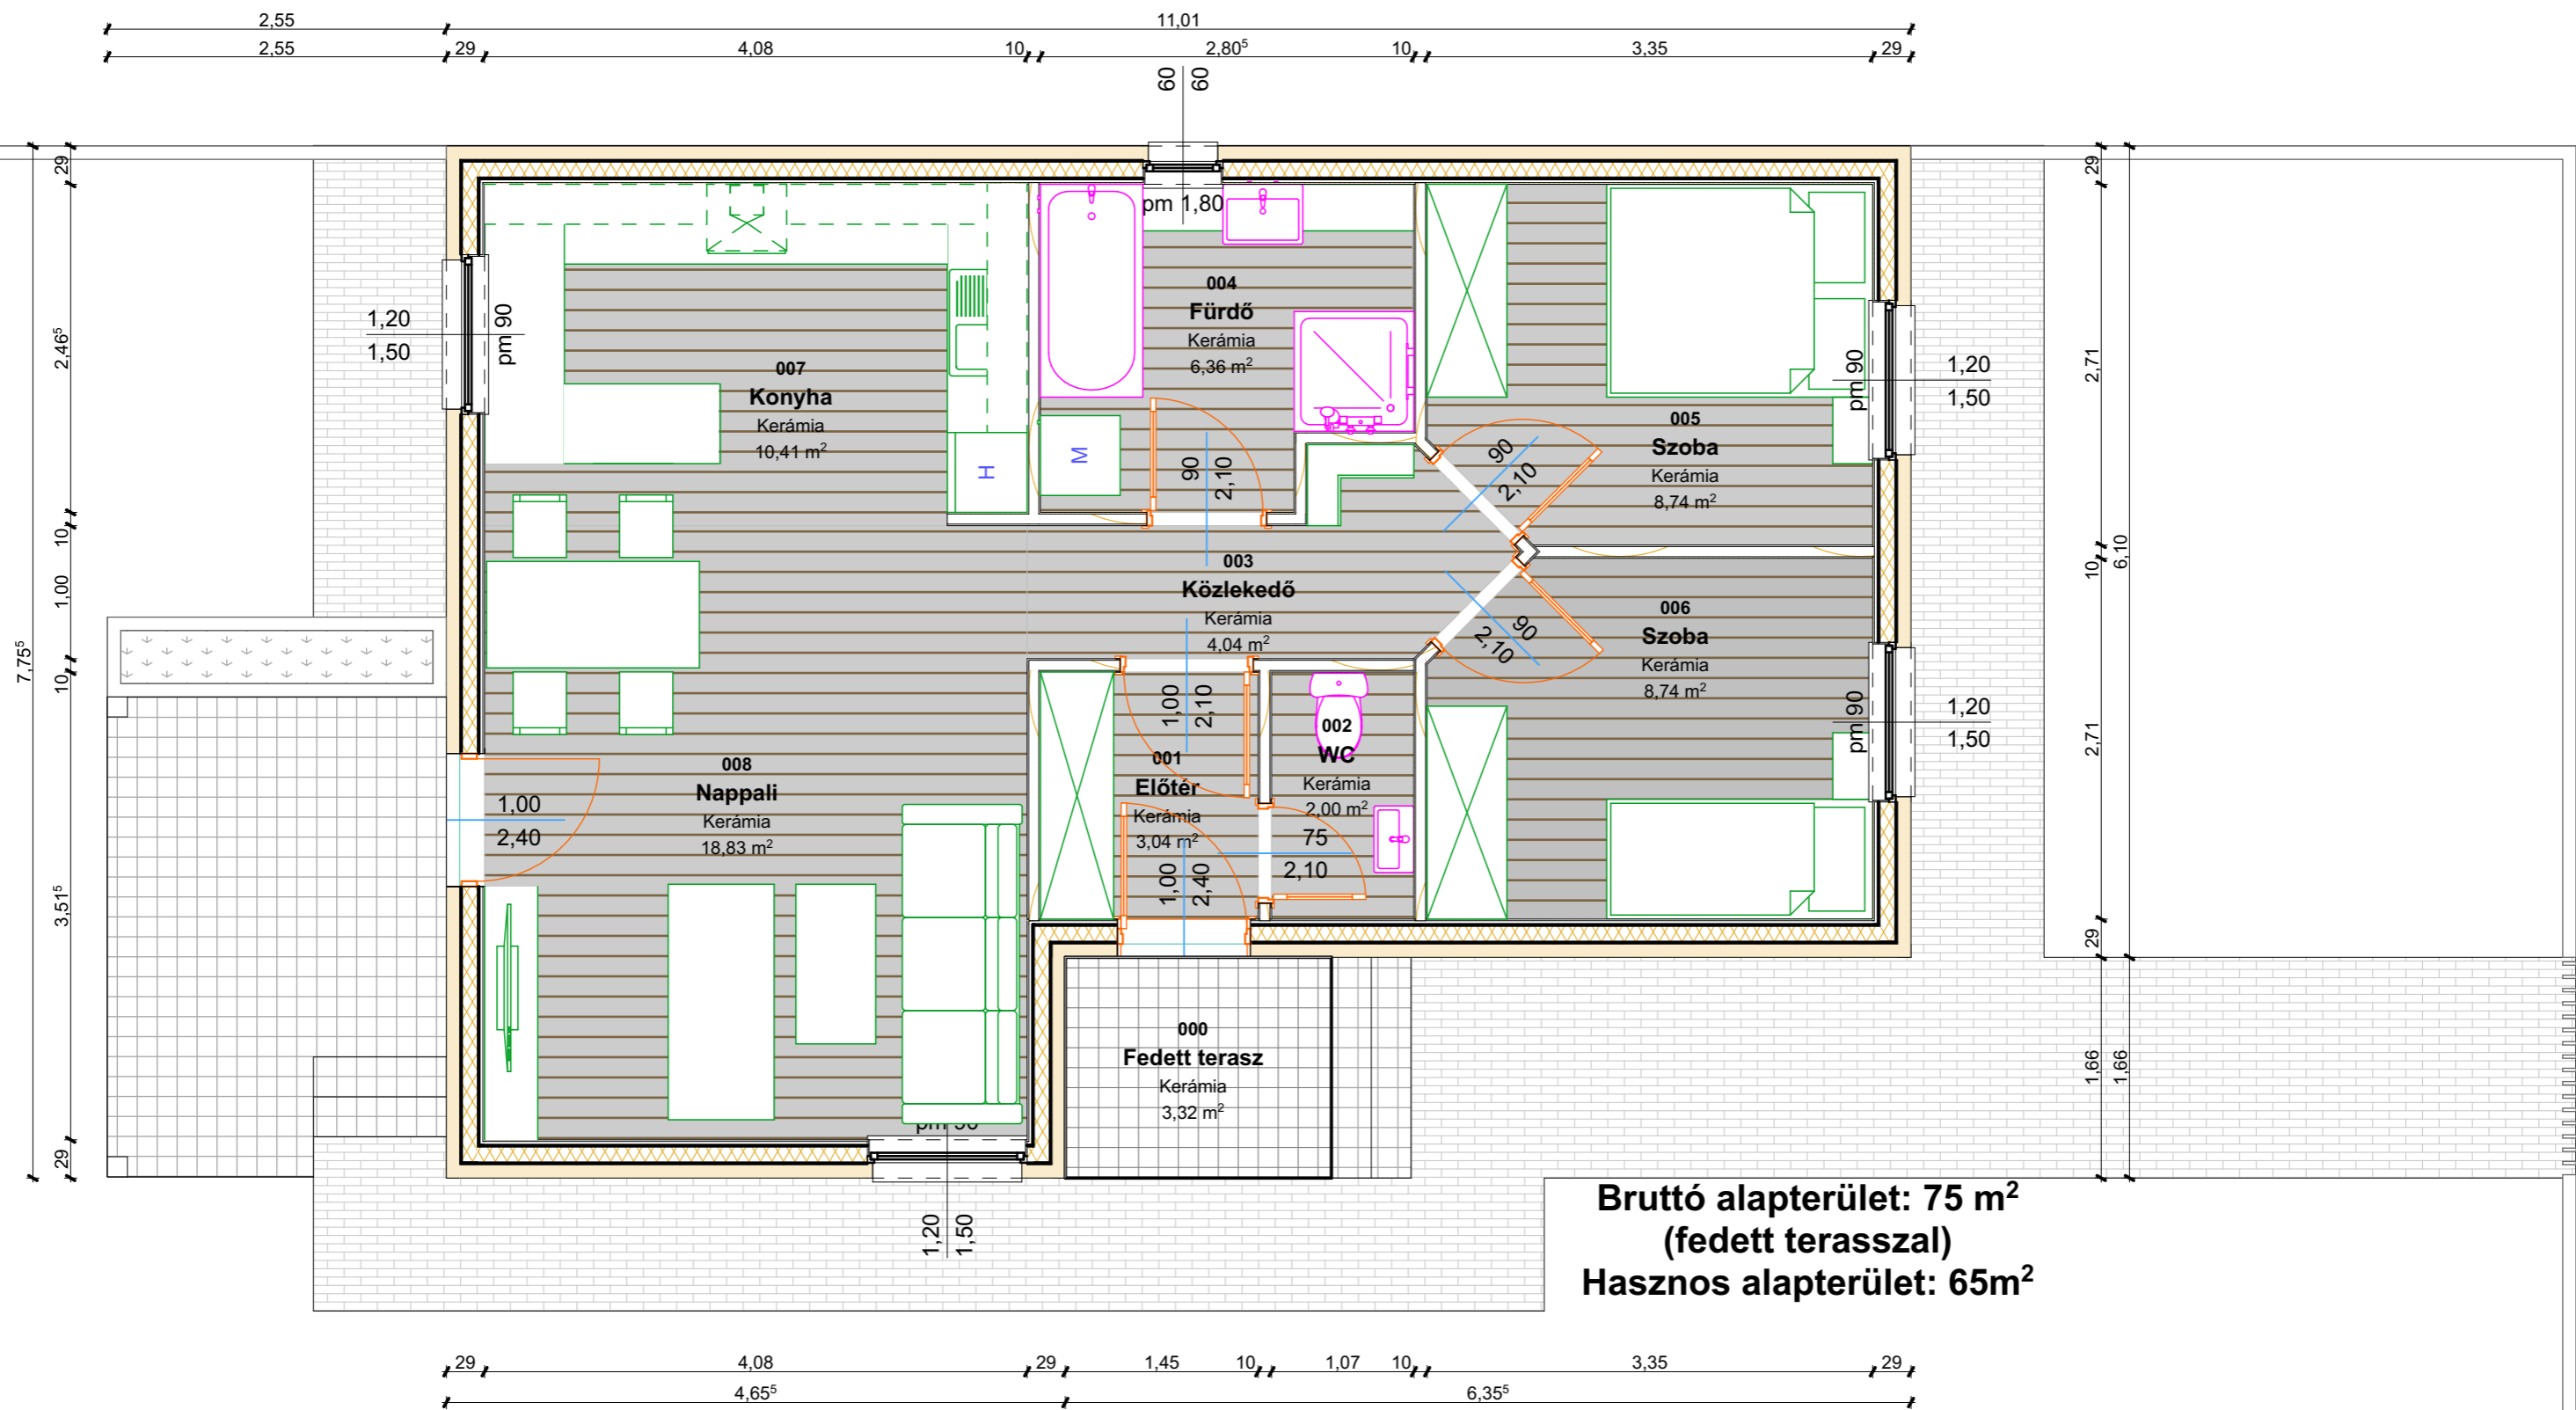 2,55
11,01
2,55
29
4,08
10
2,80⁵
10
3,35
29
60
60
pm 1,80
29
2,46⁵
10
1,00
10
3,51⁵
29
7,75⁵
1,20
1,50
pm 90
007
Konyha
Kerámia
10,41 m²
H
M
004
Fürdő
Kerámia
6,36 m²
90
2,10
005
Szoba
Kerámia
8,74 m²
90
2,10
pm 90
1,20
1,50
003
Közlekedő
Kerámia
4,04 m²
006
Szoba
Kerámia
8,74 m²
90
2,10
pm 90
1,20
1,50
008
Nappali
Kerámia
18,83 m²
1,00
2,40
001
Előtér
Kerámia
3,04 m²
1,00
2,10
1,00
2,40
002
WC
Kerámia
2,00 m²
75
2,10
000
Fedett terasz
Kerámia
3,32 m²
pm 90
1,20
1,50
29
2,71
10
2,71
29
1,66
6,10
1,66
Bruttó alapterület: 75 m²
(fedett terasszal)
Hasznos alapterület: 65m²
29
4,08
29
1,45
10
1,07
10
3,35
29
4,65⁵
6,35⁵